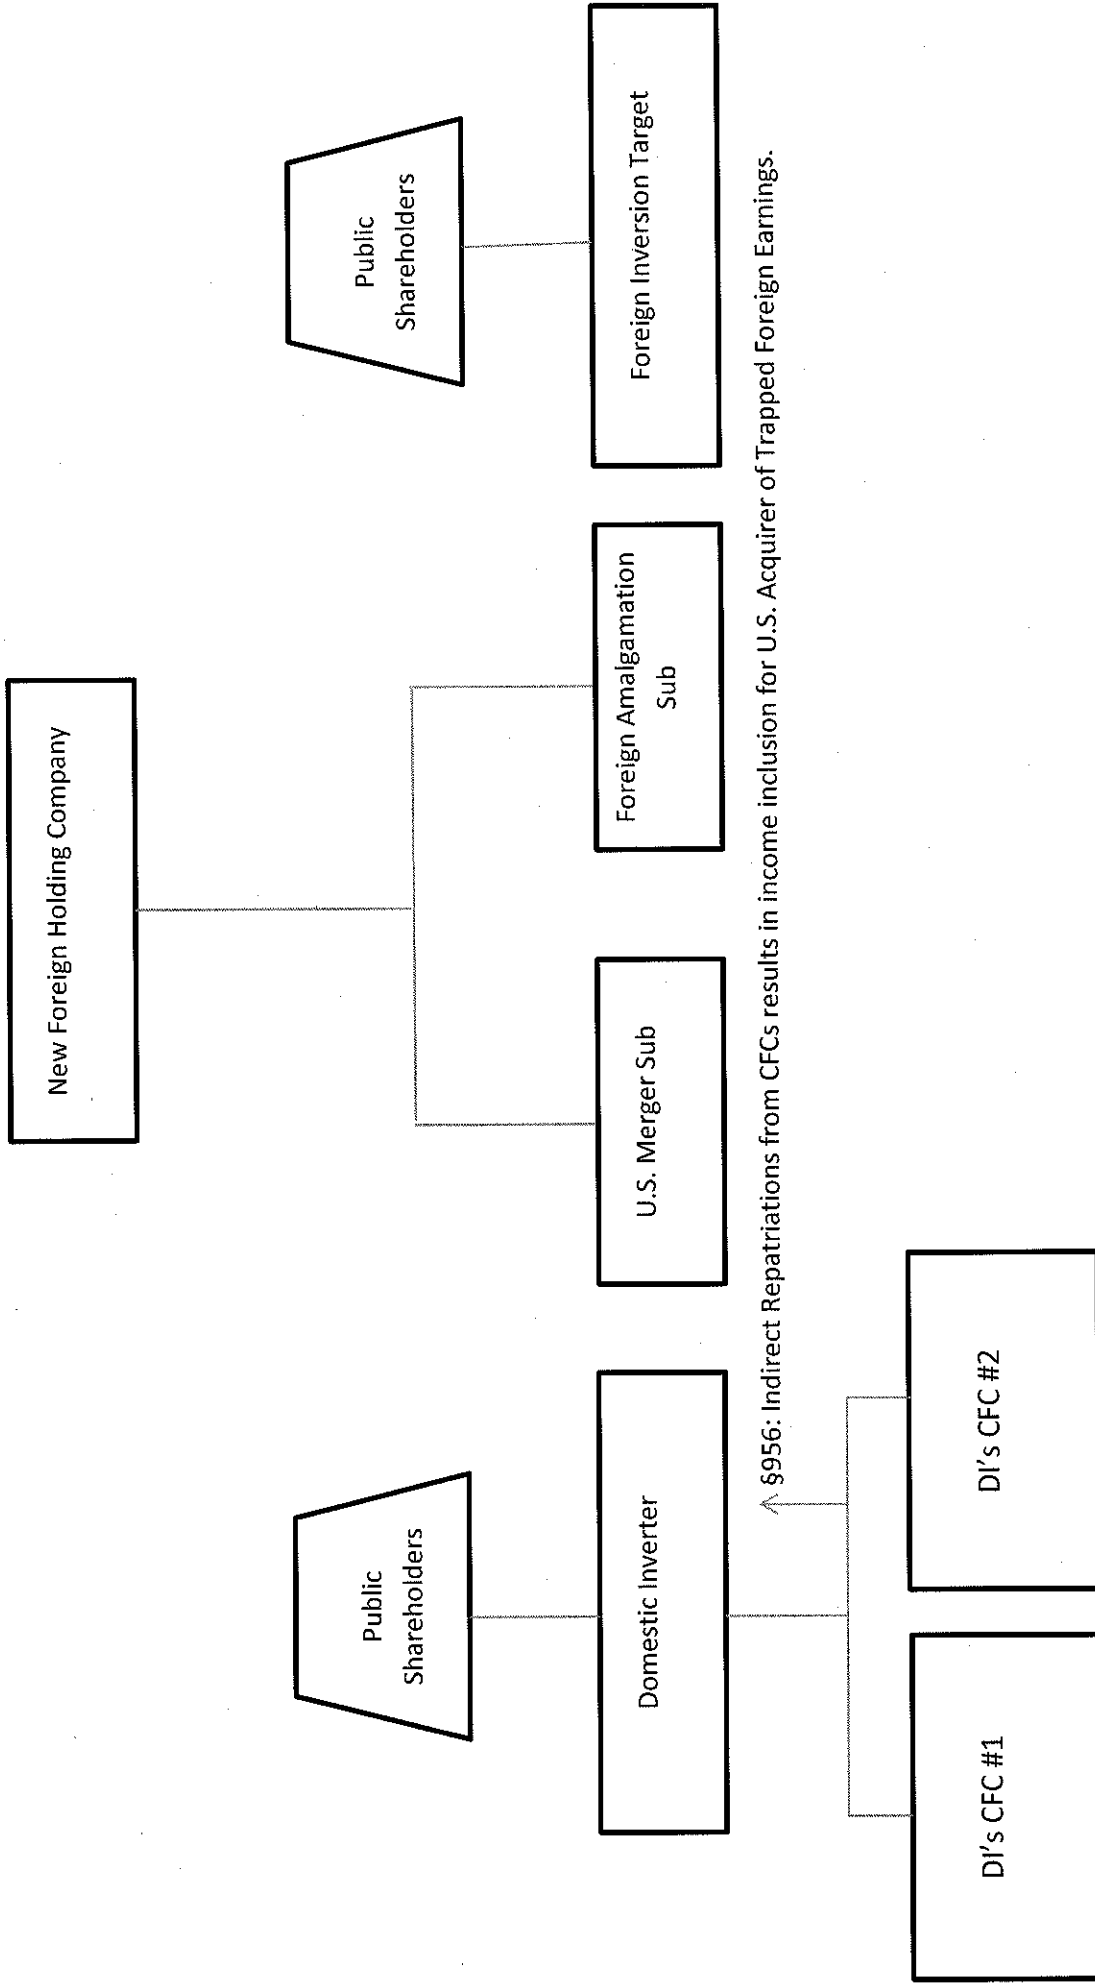 New Foreign Holding Company
Public
Shareholders
Public
Shareholders
Domestic Inverter
U.S. Merger Sub
Foreign Amalgamation
Sub
Foreign Inversion Target
§956: Indirect Repatriations from CFCs results in income inclusion for U.S. Acquirer of Trapped Foreign Earnings.
DI's CFC #1
DI's CFC #2